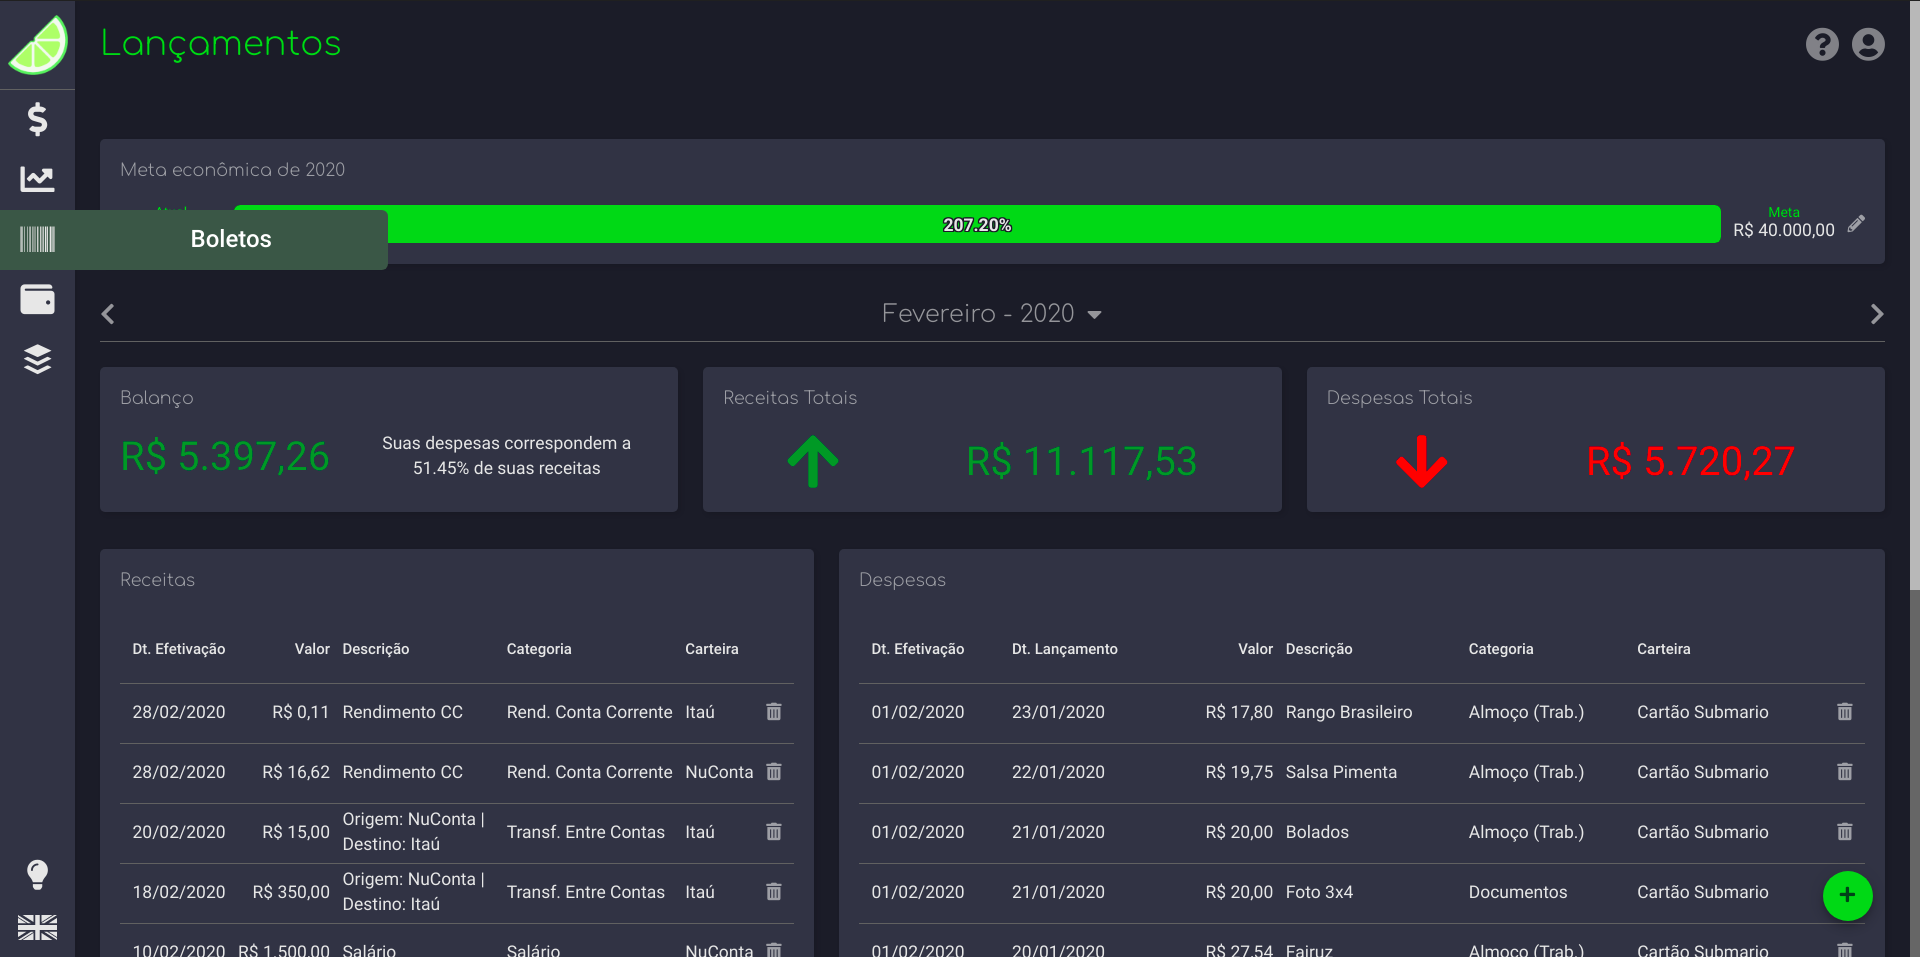 Lançamentos
Meta econômica de 2020
207.20%
Meta
R$ 40.000,00
Boletos
Fevereiro - 2020
Balanço
R$ 5.397,26
Suas despesas correspondem a
51.45% de suas receitas
Receitas Totais
R$ 11.117,53
Despesas Totais
R$ 5.720,27
Receitas
Dt. Efetivação Valor Descrição Categoria Carteira
28/02/2020 R$ 0,11 Rendimento CC Rend. Conta Corrente Itaú
28/02/2020 R$ 16,62 Rendimento CC Rend. Conta Corrente NuConta
20/02/2020 R$ 15,00 Origem: NuConta | Destino: Itaú Transf. Entre Contas Itaú
18/02/2020 R$ 350,00 Origem: NuConta | Destino: Itaú Transf. Entre Contas Itaú
10/02/2020 R$ 1.500,00 Salário Salário NuConta
Despesas
Dt. Efetivação Dt. Lançamento Valor Descrição Categoria Carteira
01/02/2020 23/01/2020 R$ 17,80 Rango Brasileiro Almoço (Trab.) Cartão Submario
01/02/2020 22/01/2020 R$ 19,75 Salsa Pimenta Almoço (Trab.) Cartão Submario
01/02/2020 21/01/2020 R$ 20,00 Bolados Almoço (Trab.) Cartão Submario
01/02/2020 21/01/2020 R$ 20,00 Foto 3x4 Documentos Cartão Submario
01/02/2020 20/01/2020 R$ 27,54 Fairuz Almoço (Trab.) Cartão Submario